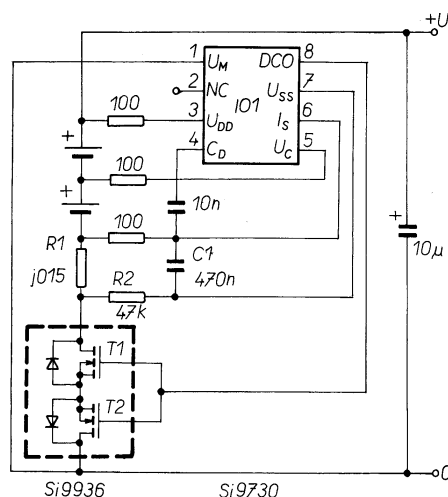 +U
1 8
U_M DCO
2 7
NC U_SS
IO1
100 3 6
U_DD I_S
4 5
C_D U_C
+
100
+
10n
+
100
10µ
R1 C1
j015 R2 470n
47k
T1
T2
0
Si9936 Si9730